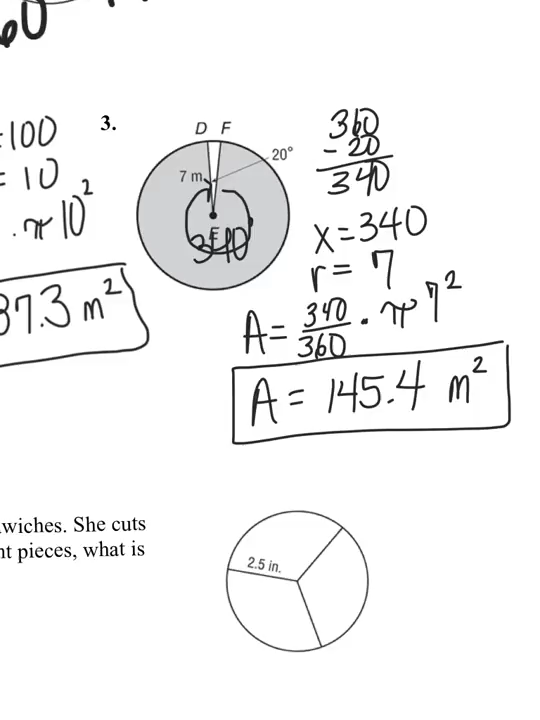 60
=100
= 10
. π 10²
37.3 m²
3.
D F
20°
7 m
E
340
360
- 20
340
x = 340
r = 7
A = 340/360 · π 7²
A = 145.4 m²
wiches. She cuts
nt pieces, what is
2.5 in.